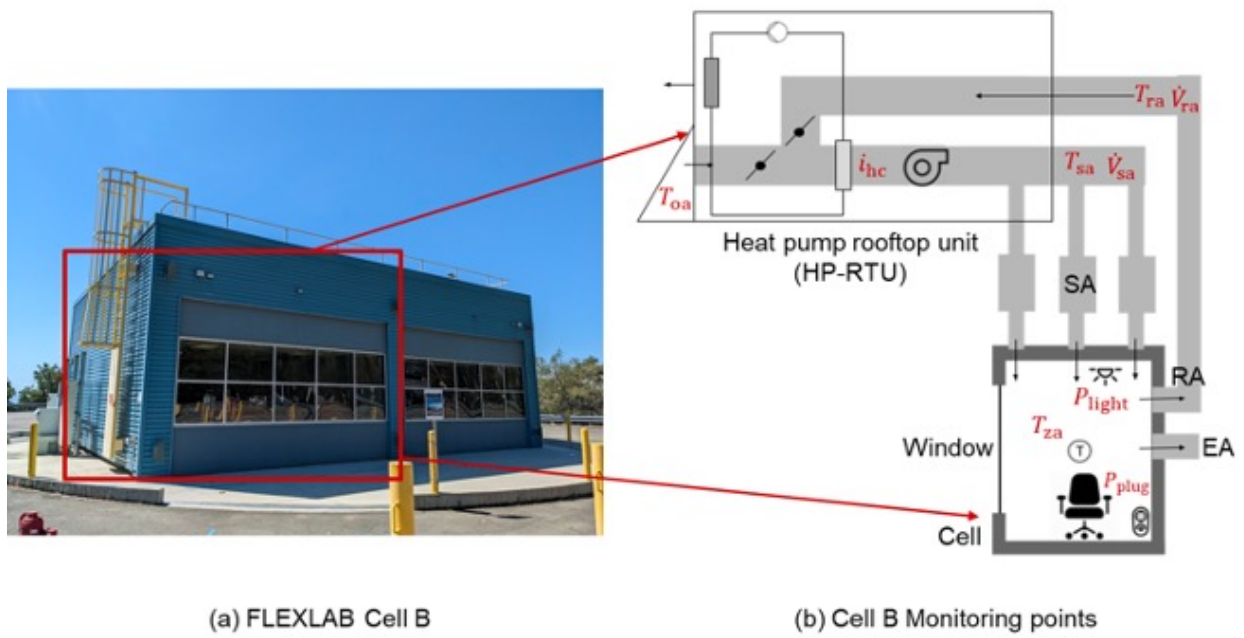 T_ra V̇_ra
i_hc
T_sa V̇_sa
T_oa
Heat pump rooftop unit
(HP-RTU)
SA
RA
P_light
T_za
Window
T
EA
P_plug
Cell
(a) FLEXLAB Cell B
(b) Cell B Monitoring points